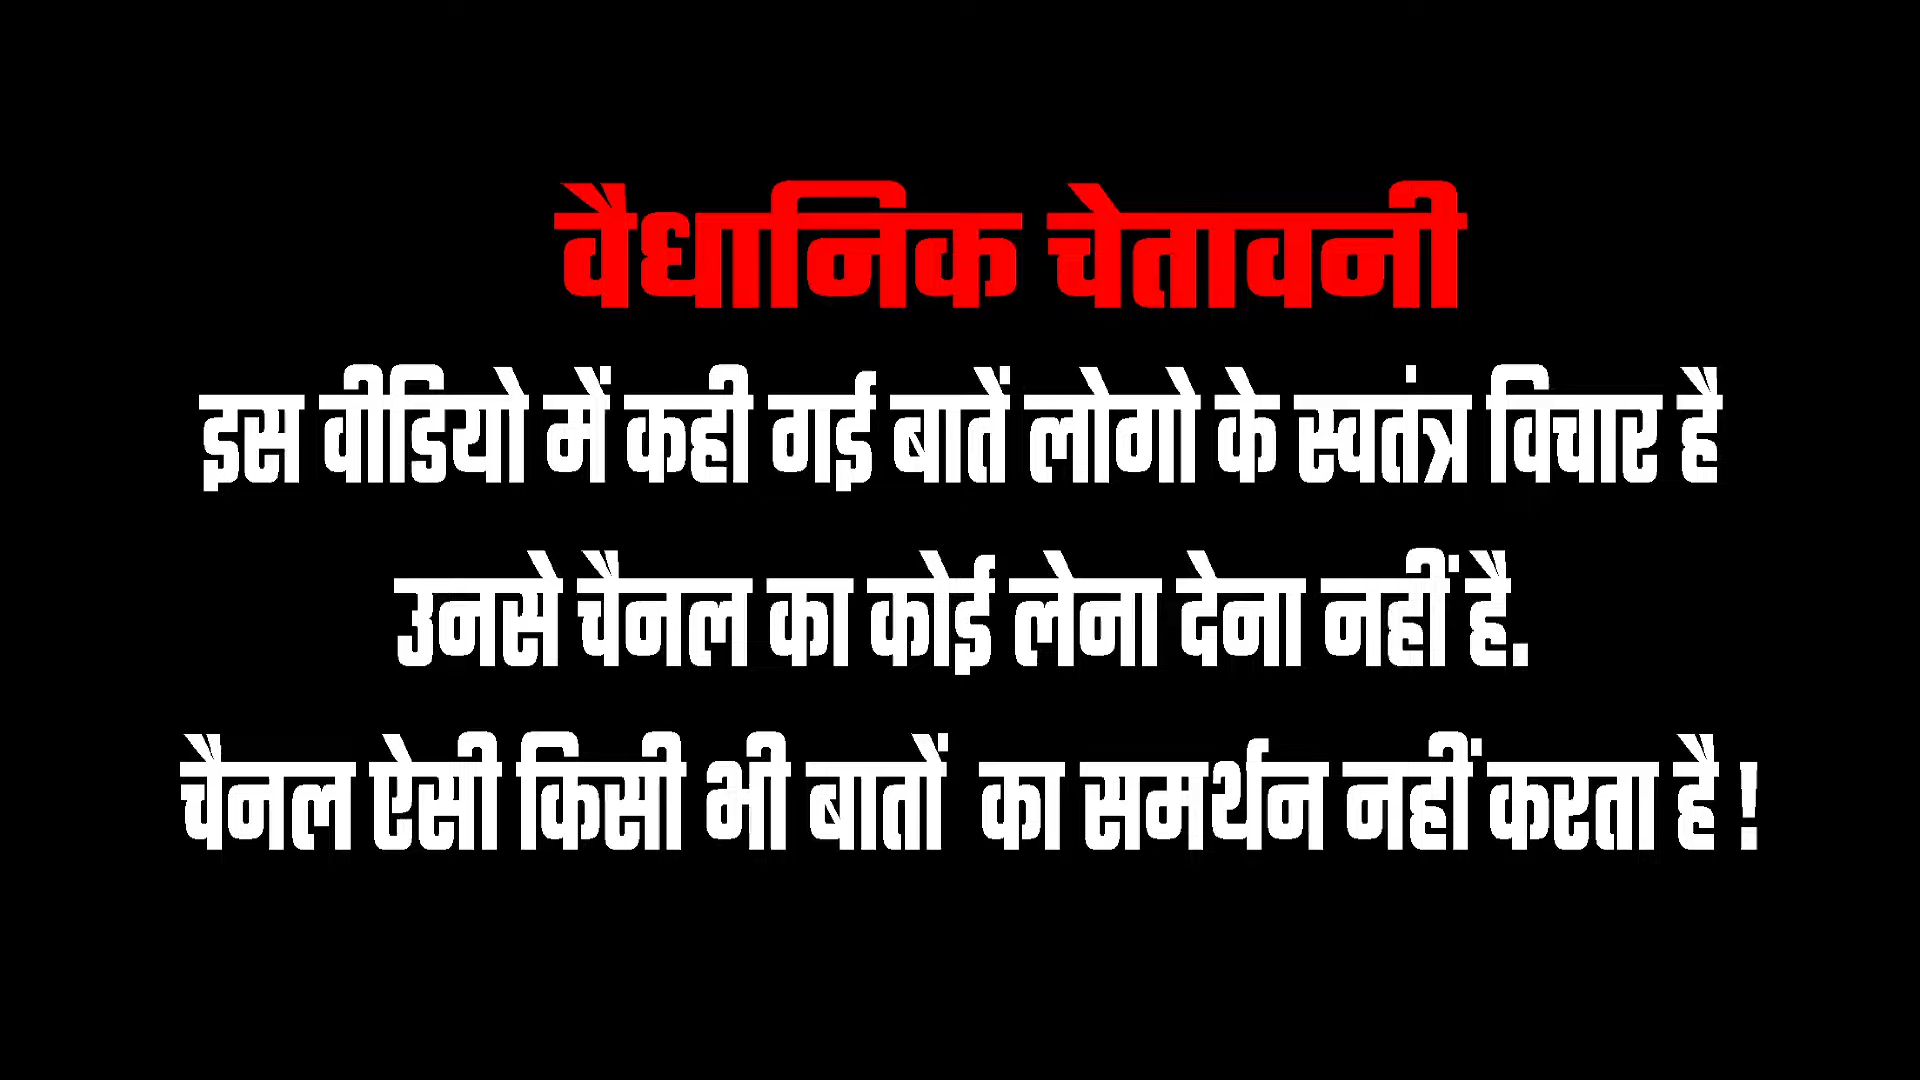 वैधानिक चेतावनी
इस वीडियो में कही गई बातें लोगो के स्वतंत्र विचार है
उनसे चैनल का कोई लेना देना नहीं है.
चैनल ऐसी किसी भी बातों का समर्थन नहीं करता है !